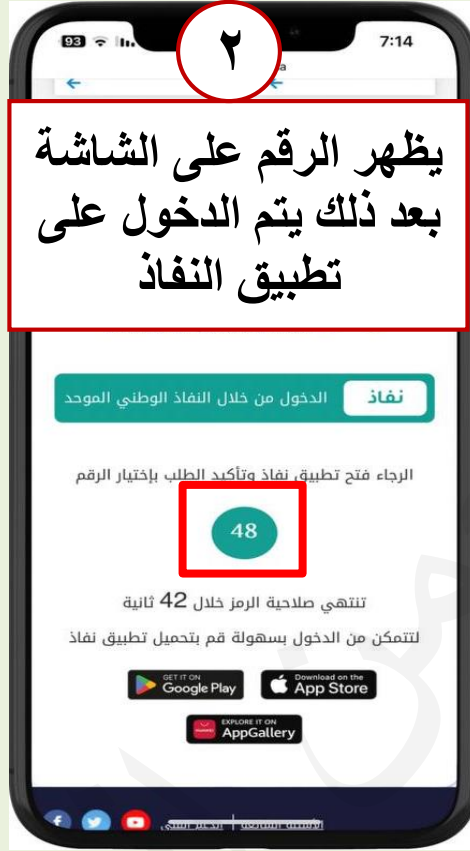 ٢
93
7:14
يظهر الرقم على الشاشة
بعد ذلك يتم الدخول على
تطبيق النفاذ
نفاذ الدخول من خلال النفاذ الوطني الموحد
الرجاء فتح تطبيق نفاذ وتأكيد الطلب بإختيار الرقم
48
تنتهي صلاحية الرمز خلال 42 ثانية
لتتمكن من الدخول بسهولة قم بتحميل تطبيق نفاذ
GET IT ON
Google Play
Download on the
App Store
EXPLORE IT ON
AppGallery